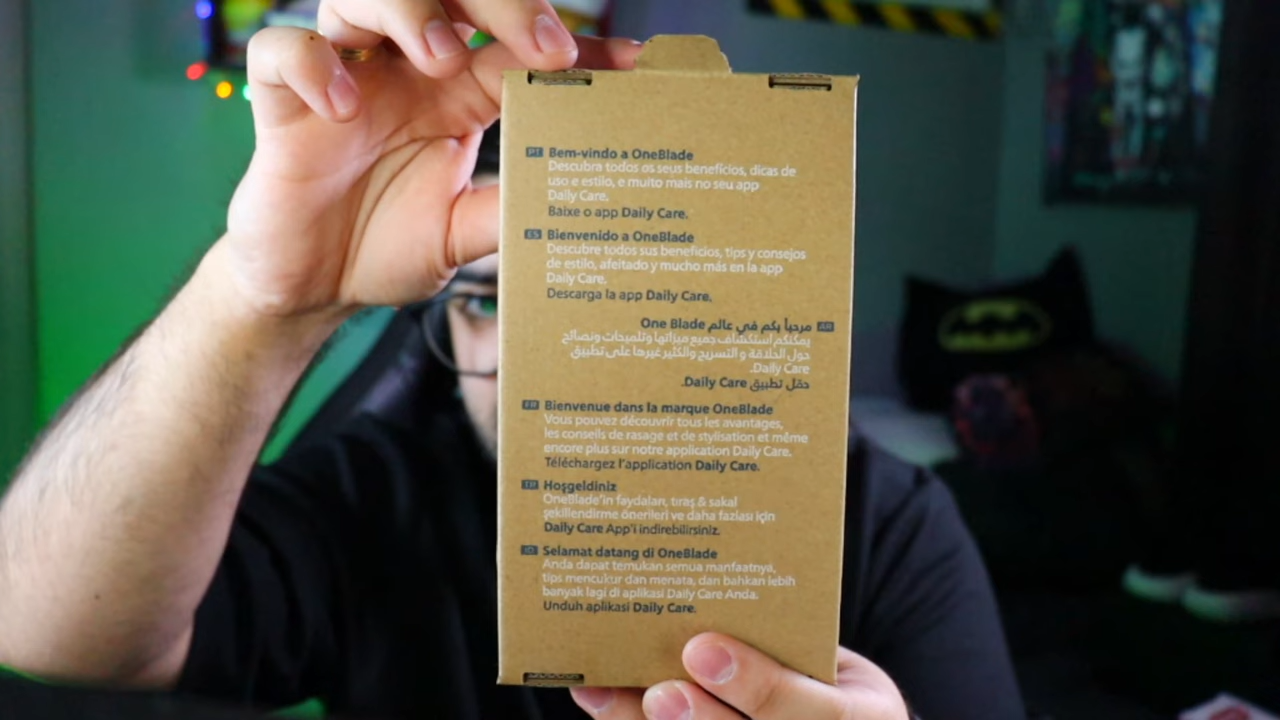 PT Bem-vindo a OneBlade
Descubra todos os seus benefícios, dicas de
uso e estilo, e muito mais no seu app
Daily Care.
Baixe o app Daily Care.
ES Bienvenido a OneBlade
Descubre todos sus beneficios, tips y consejos
de estilo, afeitado y mucho más en la app
Daily Care.
Descarga la app Daily Care.
AR مرحباً بكم في عالم One Blade
يمكنكم استكشاف جميع ميزاتها وتلميحات ونصائح
حول الحلاقة و التسريح والكثير غيرها على تطبيق
Daily Care.
حمّل تطبيق Daily Care.
FR Bienvenue dans la marque OneBlade
Vous pouvez découvrir tous les avantages,
les conseils de rasage et de stylisation et même
encore plus sur notre application Daily Care.
Téléchargez l'application Daily Care.
TR Hoşgeldiniz
OneBlade'in faydaları, tıraş & sakal
şekillendirme önerileri ve daha fazlası için
Daily Care App'i indirebilirsiniz.
ID Selamat datang di OneBlade
Anda dapat temukan semua manfaatnya,
tips mencukur dan menata, dan bahkan lebih
banyak lagi di aplikasi Daily Care Anda.
Unduh aplikasi Daily Care.